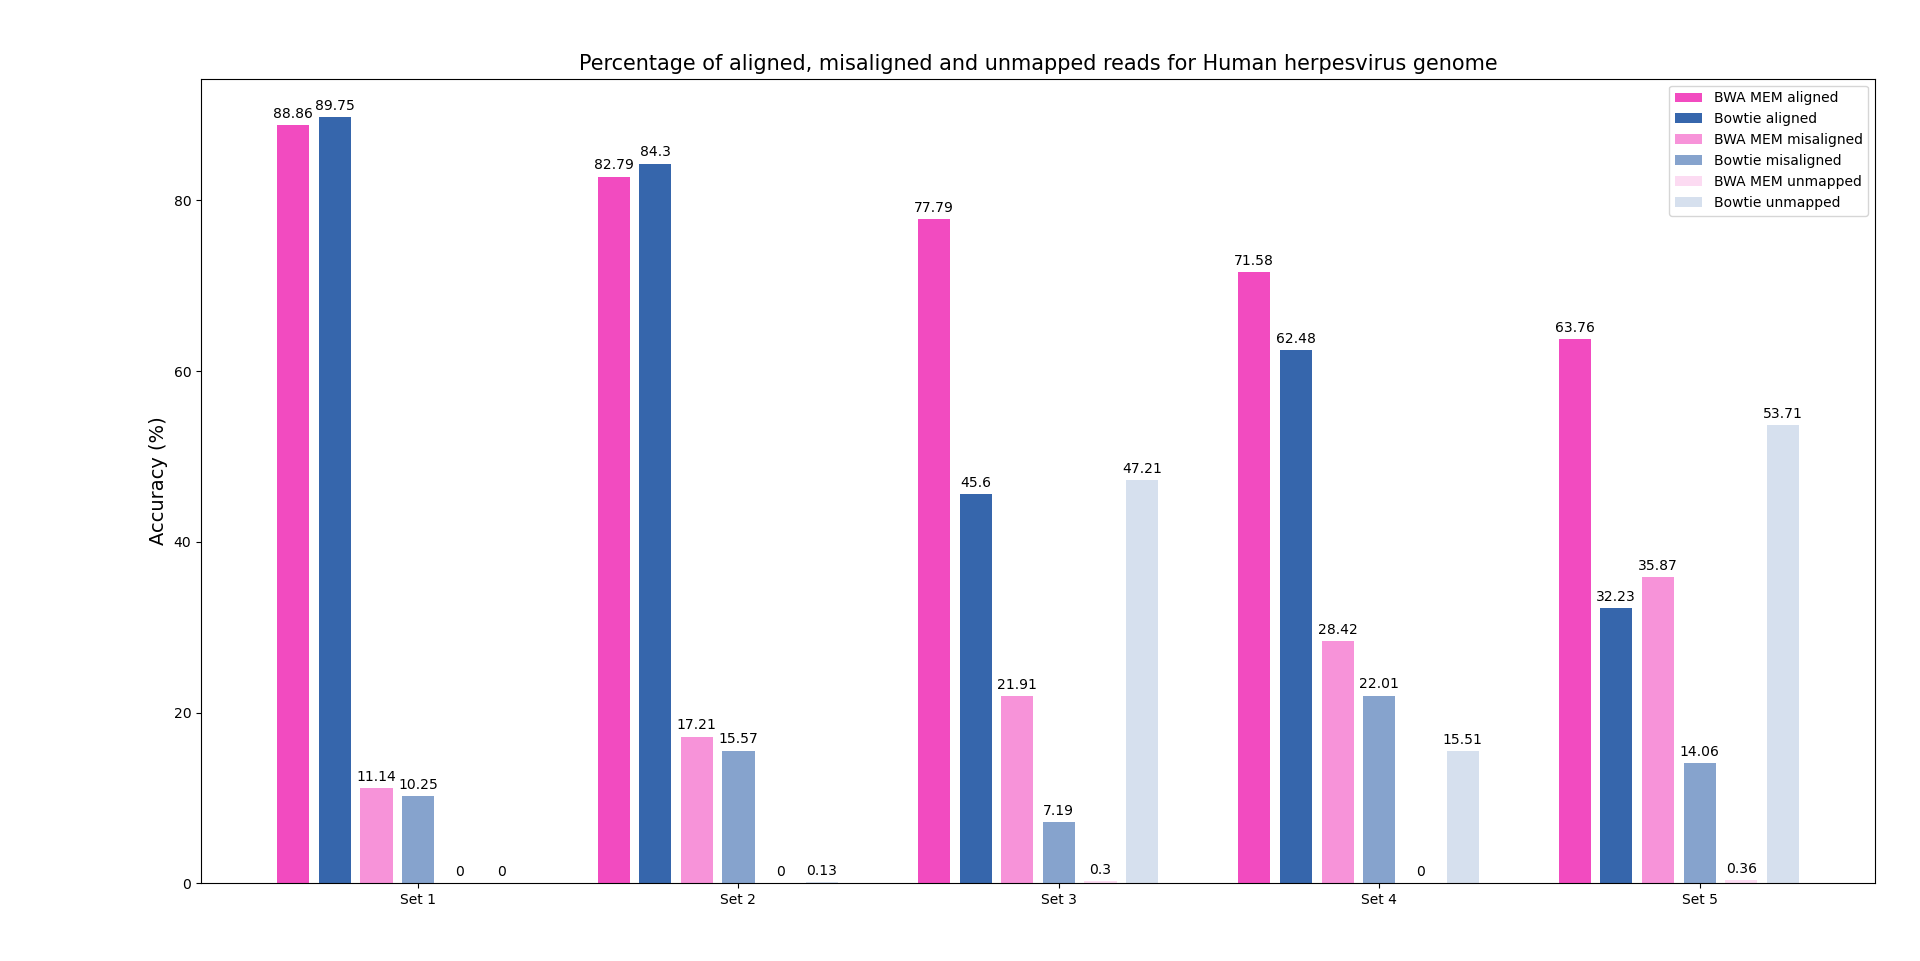 Percentage of aligned, misaligned and unmapped reads for Human herpesvirus genome
BWA MEM aligned
Bowtie aligned
BWA MEM misaligned
Bowtie misaligned
BWA MEM unmapped
Bowtie unmapped
Accuracy (%)
80
60
40
20
0
88.86 89.75 11.14 10.25 0 0
82.79 84.3 17.21 15.57 0 0.13
77.79 45.6 21.91 7.19 0.3 47.21
71.58 62.48 28.42 22.01 0 15.51
63.76 32.23 35.87 14.06 0.36 53.71
Set 1 Set 2 Set 3 Set 4 Set 5